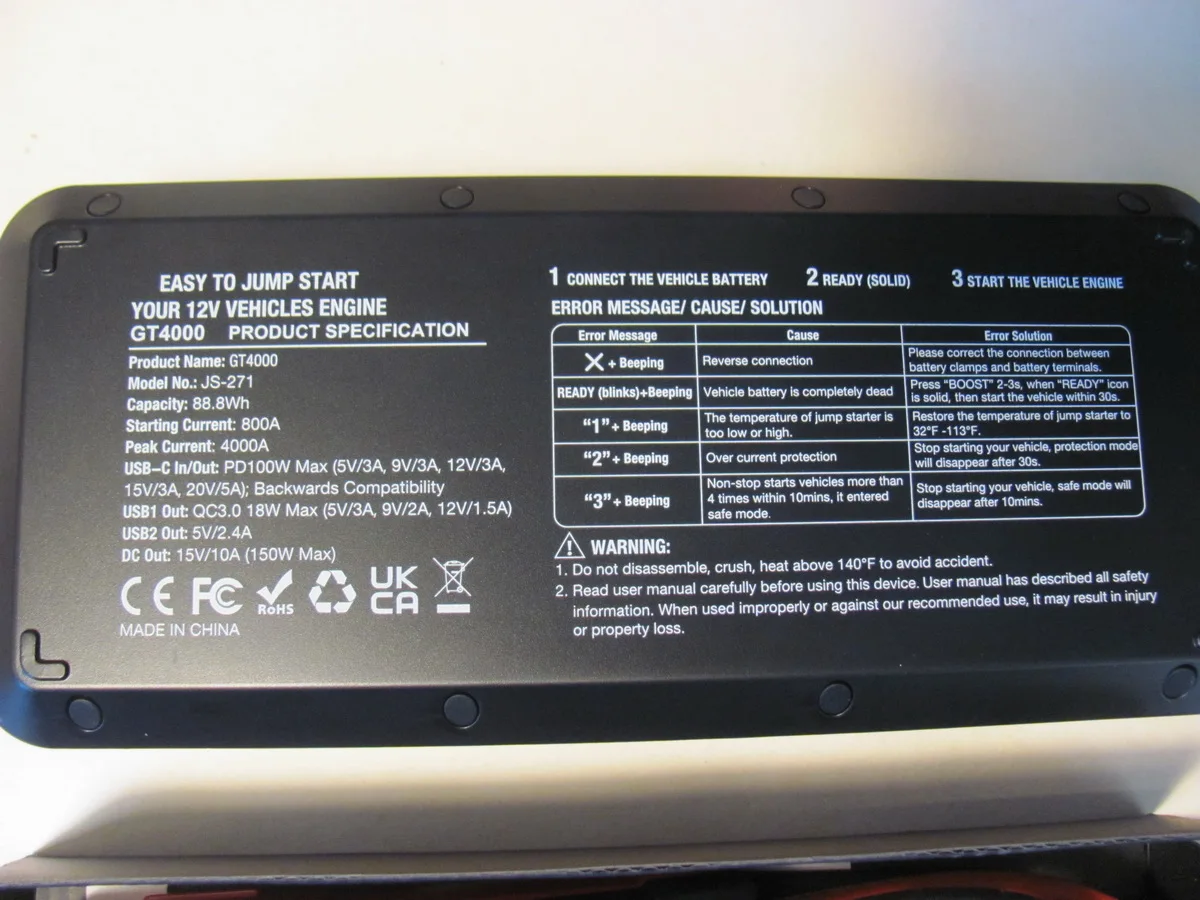 EASY TO JUMP START
YOUR 12V VEHICLES ENGINE
GT4000 PRODUCT SPECIFICATION
Product Name: GT4000
Model No.: JS-271
Capacity: 88.8Wh
Starting Current: 800A
Peak Current: 4000A
USB-C In/Out: PD100W Max (5V/3A, 9V/3A, 12V/3A,
15V/3A, 20V/5A); Backwards Compatibility
USB1 Out: QC3.0 18W Max (5V/3A, 9V/2A, 12V/1.5A)
USB2 Out: 5V/2.4A
DC Out: 15V/10A (150W Max)
CE FC RoHS UK
CA
MADE IN CHINA
1 CONNECT THE VEHICLE BATTERY 2 READY (SOLID) 3 START THE VEHICLE ENGINE
ERROR MESSAGE/ CAUSE/ SOLUTION
Error Message Cause Error Solution
X + Beeping Reverse connection Please correct the connection between
battery clamps and battery terminals.
READY (blinks)+Beeping Vehicle battery is completely dead Press "BOOST" 2-3s, when "READY" icon
is solid, then start the vehicle within 30s.
"1"+ Beeping The temperature of jump starter is
too low or high. Restore the temperature of jump starter to
32°F -113°F.
"2"+ Beeping Over current protection Stop starting your vehicle, protection mode
will disappear after 30s.
"3"+ Beeping Non-stop starts vehicles more than
4 times within 10mins, it entered
safe mode. Stop starting your vehicle, safe mode will
disappear after 10mins.
WARNING:
1. Do not disassemble, crush, heat above 140°F to avoid accident.
2. Read user manual carefully before using this device. User manual has described all safety
information. When used improperly or against our recommended use, it may result in injury
or property loss.